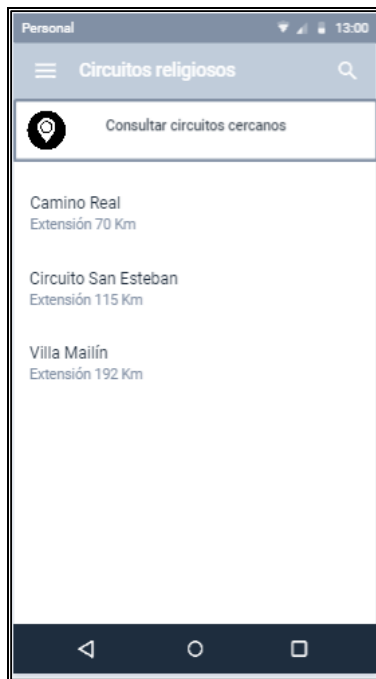 Personal 13:00
Circuitos religiosos
Consultar circuitos cercanos
Camino Real
Extensión 70 Km
Circuito San Esteban
Extensión 115 Km
Villa Mailín
Extensión 192 Km